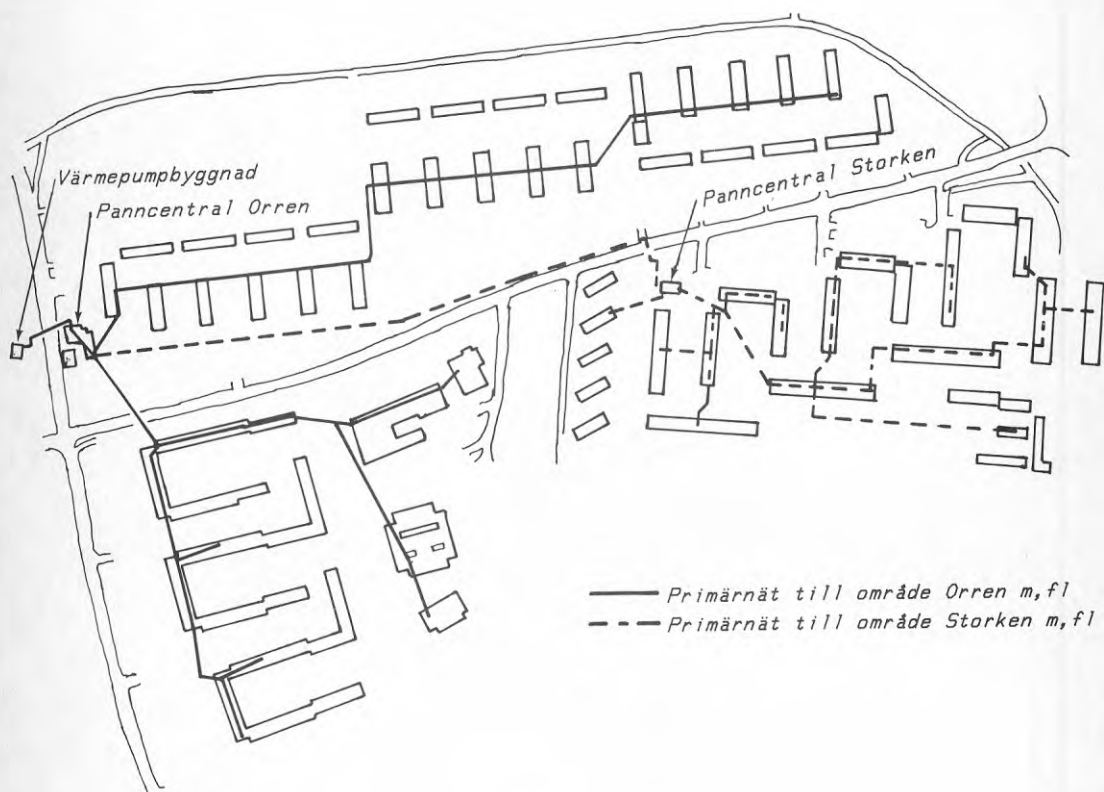 Värmepumpbyggnad
Panncentral Orren
Panncentral Storken
Primärnät till område Orren m,fl
Primärnät till område Storken m,fl